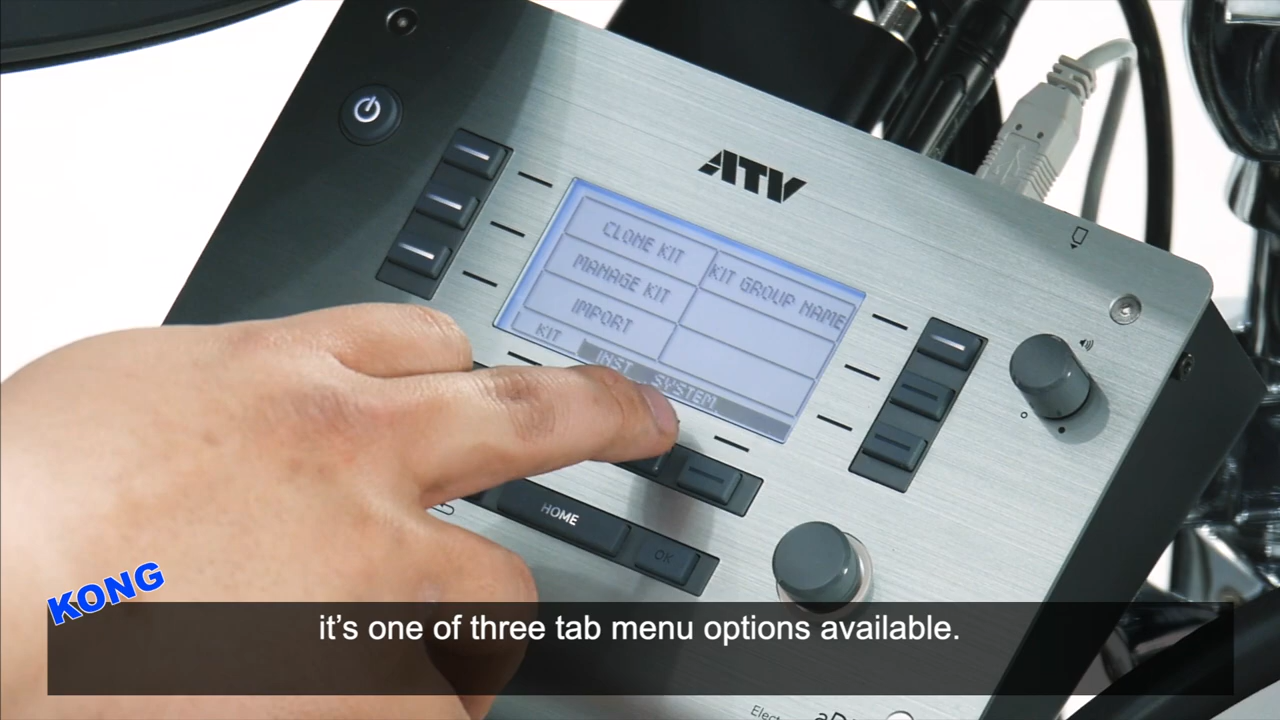 ATV
CLONE KIT
KIT GROUP NAME
MANAGE KIT
IMPORT
KIT INST SYSTEM
HOME
OK
KONG
it’s one of three tab menu options available.
Elect